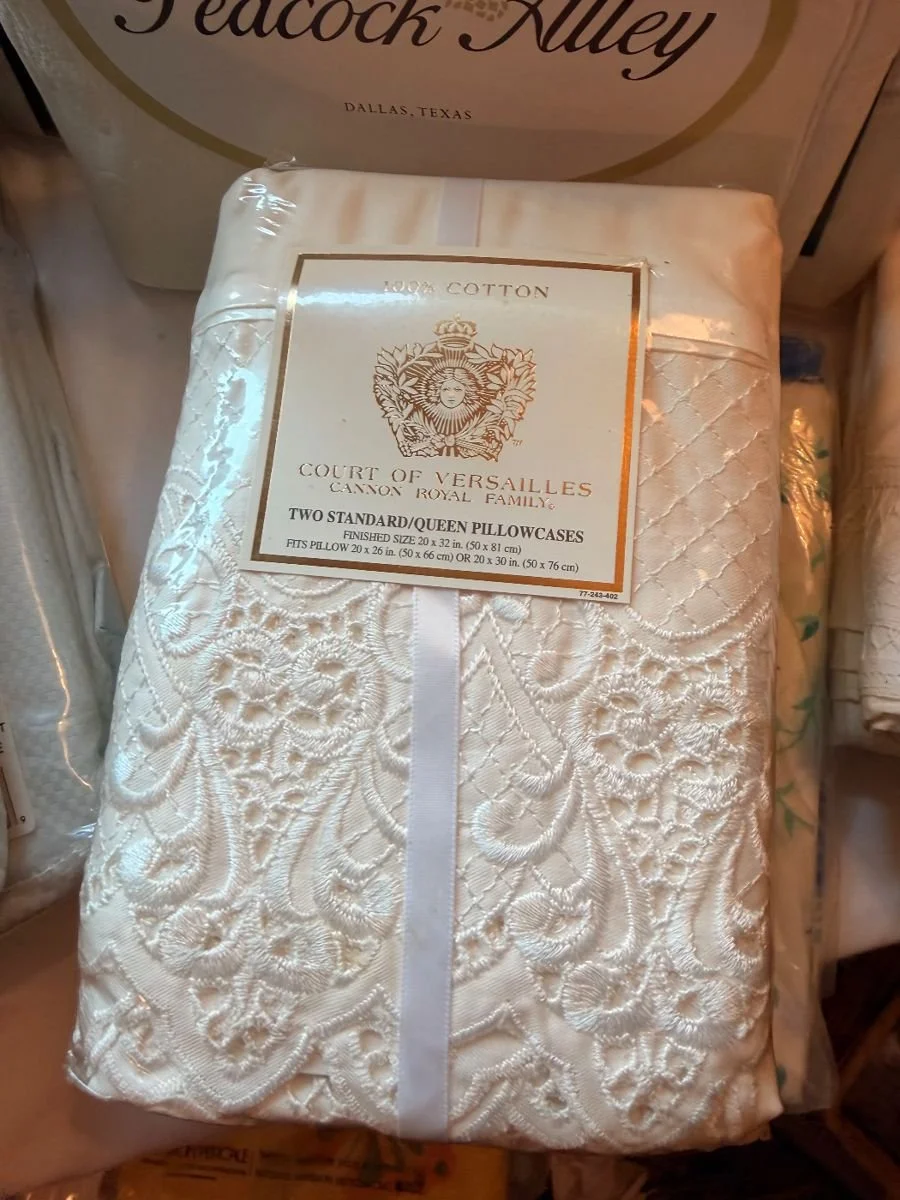 Peacock Alley
DALLAS, TEXAS
100% COTTON
COURT OF VERSAILLES
CANNON ROYAL FAMILY®
TWO STANDARD/QUEEN PILLOWCASES
FINISHED SIZE 20 x 32 in. (50 x 81 cm)
FITS PILLOW 20 x 26 in. (50 x 66 cm) OR 20 x 30 in. (50 x 76 cm)
77-243-402
9